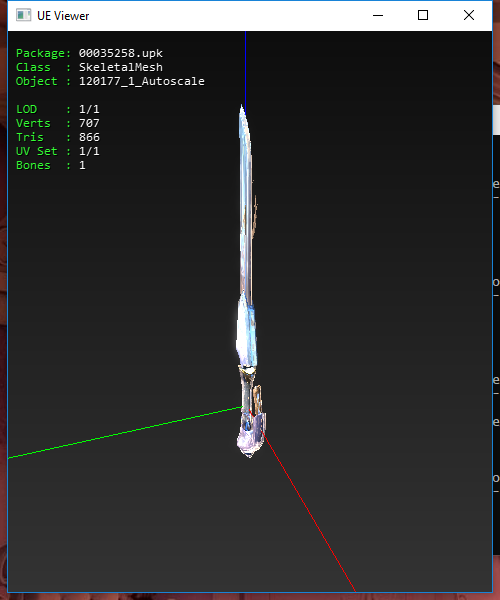 UE Viewer
Package: 00035258.upk
Class : SkeletalMesh
Object : 120177_1_Autoscale
LOD : 1/1
Verts : 707
Tris : 866
UV Set : 1/1
Bones : 1